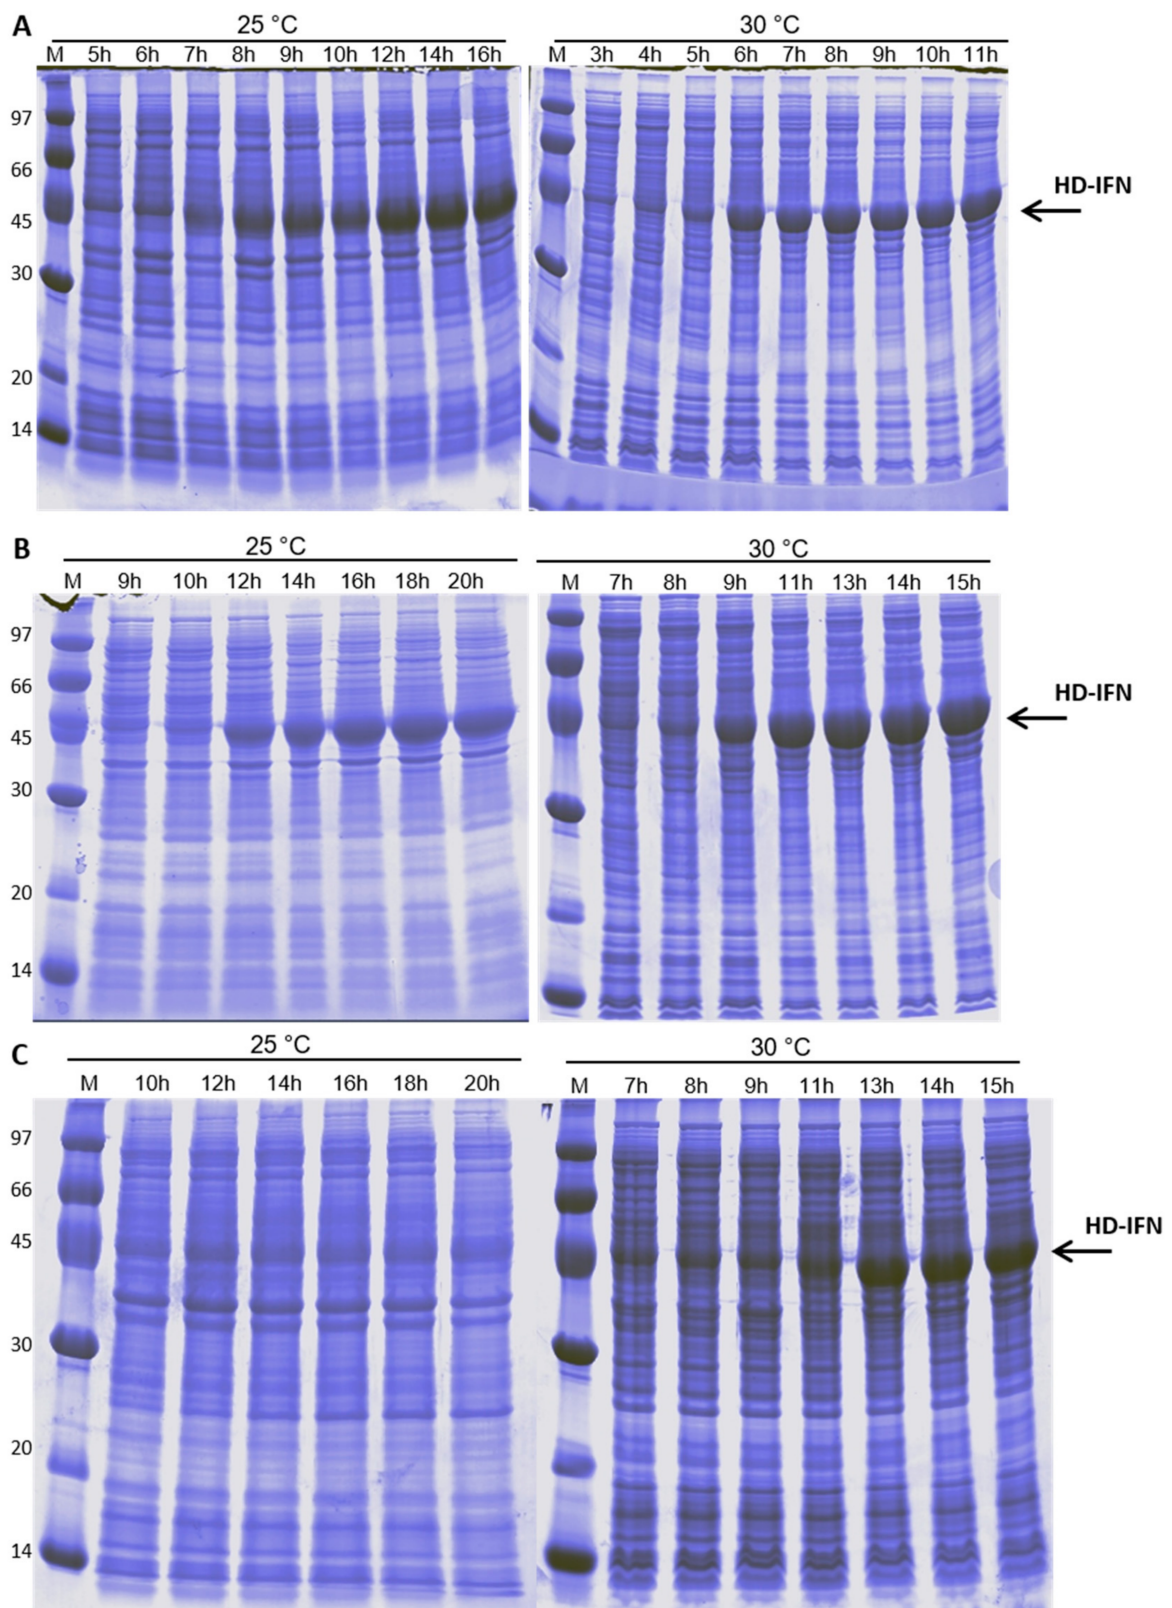 A
25 °C
30 °C
M 5h 6h 7h 8h 9h 10h 12h 14h 16h
M 3h 4h 5h 6h 7h 8h 9h 10h 11h
97
66
45
30
20
14
HD-IFN
B
25 °C
30 °C
M 9h 10h 12h 14h 16h 18h 20h
M 7h 8h 9h 11h 13h 14h 15h
97
66
45
30
20
14
HD-IFN
C
25 °C
30 °C
M 10h 12h 14h 16h 18h 20h
M 7h 8h 9h 11h 13h 14h 15h
97
66
45
30
20
14
HD-IFN